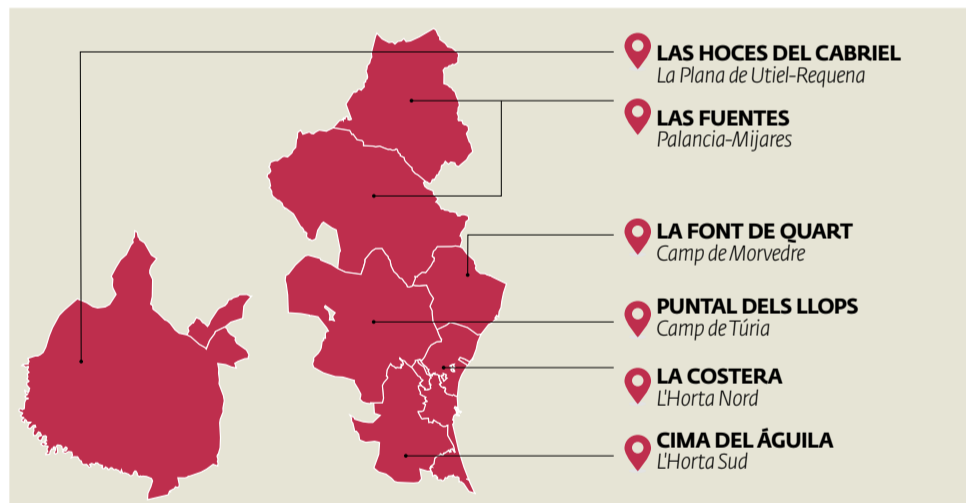 LAS HOCES DEL CABRIEL
La Plana de Utiel-Requena
LAS FUENTES
Palancia-Mijares
LA FONT DE QUART
Camp de Morvedre
PUNTAL DELS LLOPS
Camp de Túria
LA COSTERA
L'Horta Nord
CIMA DEL ÁGUILA
L'Horta Sud